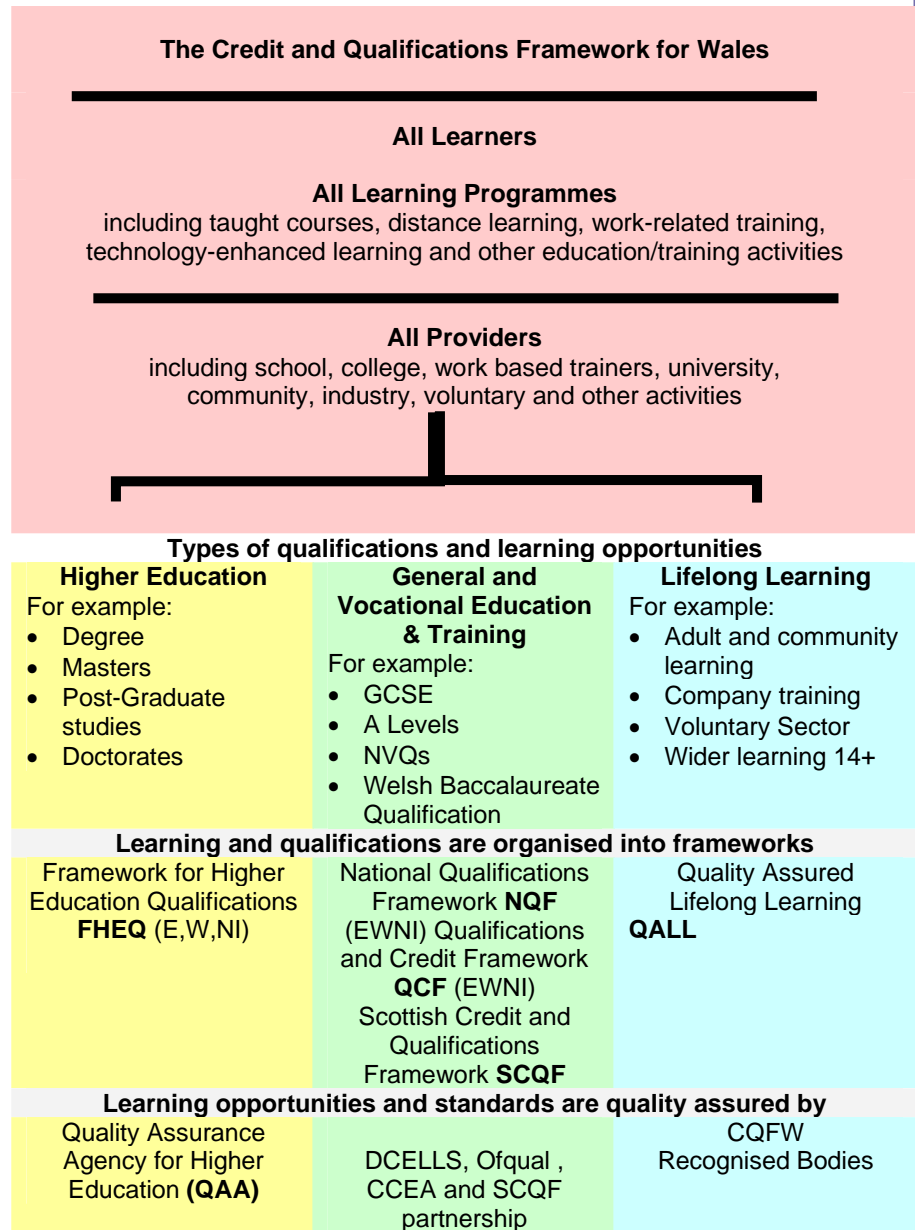 The Credit and Qualifications Framework for Wales
All Learners
All Learning Programmes
including taught courses, distance learning, work-related training,
technology-enhanced learning and other education/training activities
All Providers
including school, college, work based trainers, university,
community, industry, voluntary and other activities
Types of qualifications and learning opportunities
Higher Education
For example:
• Degree
• Masters
• Post-Graduate
studies
• Doctorates
General and
Vocational Education
& Training
For example:
• GCSE
• A Levels
• NVQs
• Welsh Baccalaureate
Qualification
Lifelong Learning
For example:
• Adult and community
learning
• Company training
• Voluntary Sector
• Wider learning 14+
Learning and qualifications are organised into frameworks
Framework for Higher
Education Qualifications
FHEQ (E,W,NI)
National Qualifications
Framework NQF
(EWNI) Qualifications
and Credit Framework
QCF (EWNI)
Scottish Credit and
Qualifications
Framework SCQF
Quality Assured
Lifelong Learning
QALL
Learning opportunities and standards are quality assured by
Quality Assurance
Agency for Higher
Education (QAA)
DCELLS, Ofqual ,
CCEA and SCQF
partnership
CQFW
Recognised Bodies